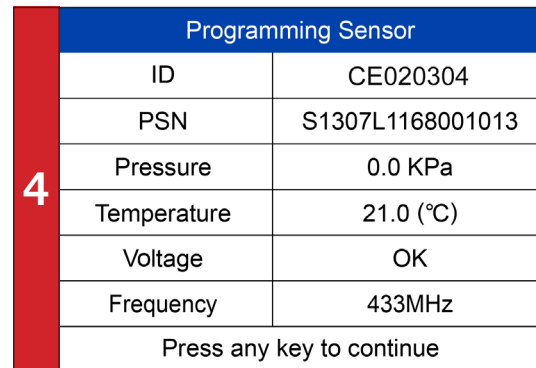 4
Programming Sensor
ID CE020304
PSN S1307L1168001013
Pressure 0.0 KPa
Temperature 21.0 (℃)
Voltage OK
Frequency 433MHz
Press any key to continue